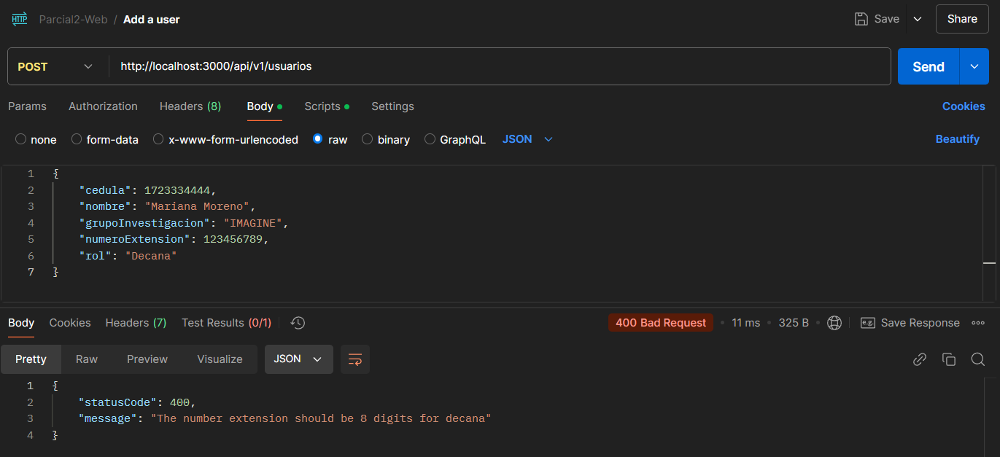 HTTP Parcial2-Web / Add a user Save Share
POST http://localhost:3000/api/v1/usuarios Send
Params Authorization Headers (8) Body Scripts Settings Cookies
none form-data x-www-form-urlencoded raw binary GraphQL JSON Beautify
1 {
2 "cedula": 1723334444,
3 "nombre": "Mariana Moreno",
4 "grupoInvestigacion": "IMAGINE",
5 "numeroExtension": 123456789,
6 "rol": "Decana"
7 }
Body Cookies Headers (7) Test Results (0/1) 400 Bad Request • 11 ms • 325 B • e.g. Save Response
Pretty Raw Preview Visualize JSON
1 {
2 "statusCode": 400,
3 "message": "The number extension should be 8 digits for decana"
4 }